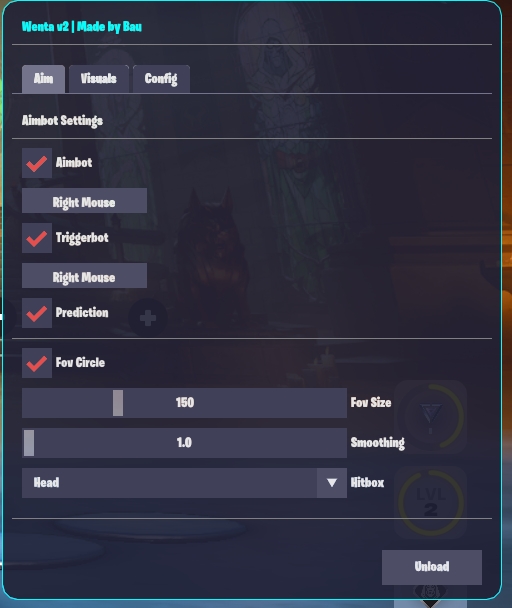 Wenta v2 | Made by Bau
Aim Visuals Config
Aimbot Settings
Aimbot
Right Mouse
Triggerbot
Right Mouse
Prediction
Fov Circle
150 Fov Size
1.0 Smoothing
Head Hitbox
LVL
2
Unload